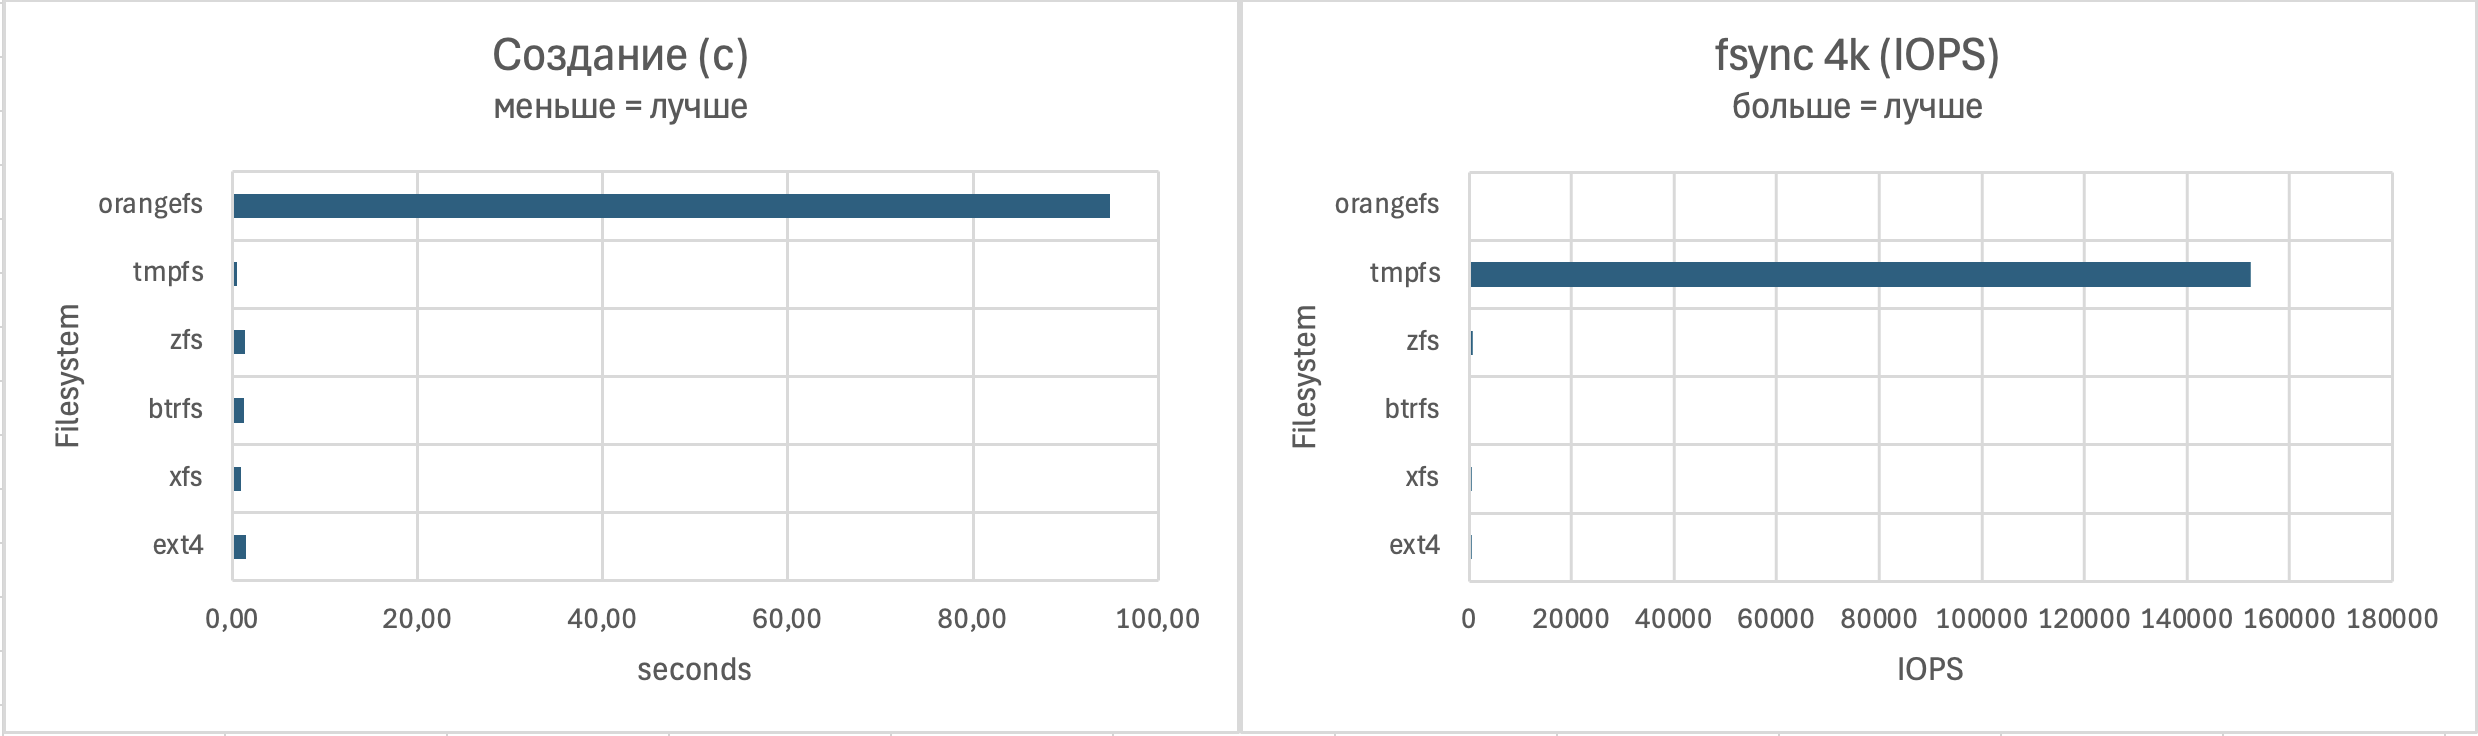 Создание (с)
меньше = лучше
Filesystem
orangefs
tmpfs
zfs
btrfs
xfs
ext4
0,00 20,00 40,00 60,00 80,00 100,00
seconds
fsync 4k (IOPS)
больше = лучше
Filesystem
orangefs
tmpfs
zfs
btrfs
xfs
ext4
0 20000 40000 60000 80000 100000 120000 140000 160000 180000
IOPS